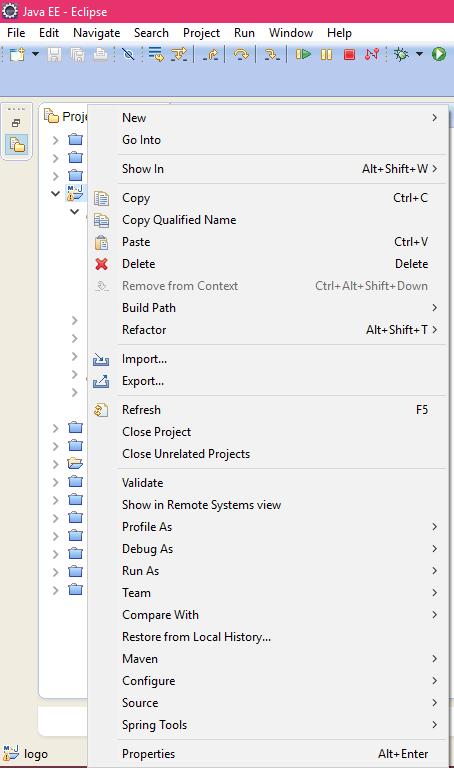 Java EE - Eclipse
File Edit Navigate Search Project Run Window Help
New
Go Into
Show In Alt+Shift+W
Copy Ctrl+C
Copy Qualified Name
Paste Ctrl+V
Delete Delete
Remove from Context Ctrl+Alt+Shift+Down
Build Path
Refactor Alt+Shift+T
Import...
Export...
Refresh F5
Close Project
Close Unrelated Projects
Validate
Show in Remote Systems view
Profile As
Debug As
Run As
Team
Compare With
Restore from Local History...
Maven
Configure
Source
Spring Tools
Properties Alt+Enter
logo